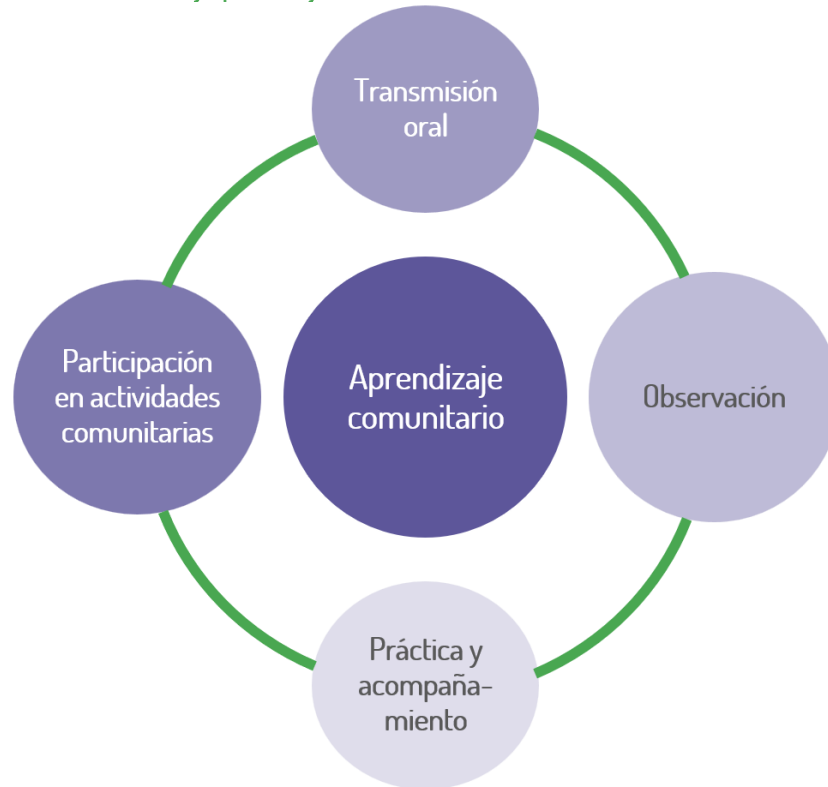 Transmisión
oral
Participación
en actividades
comunitarias
Aprendizaje
comunitario
Observación
Práctica y
acompaña-
miento